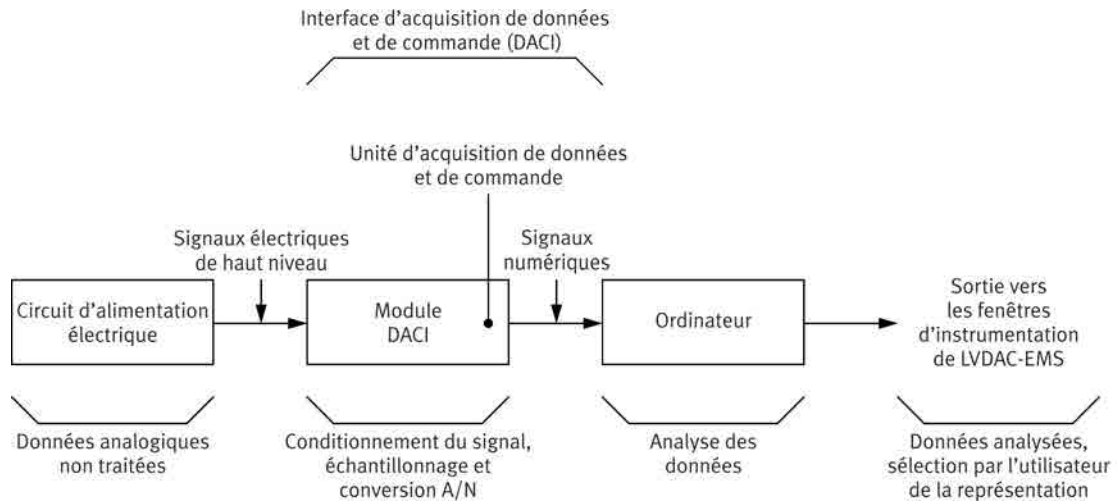 Interface d'acquisition de données
et de commande (DACI)
Unité d'acquisition de données
et de commande
Signaux électriques
de haut niveau
Signaux
numériques
Circuit d'alimentation
électrique
Module
DACI
Ordinateur
Sortie vers
les fenêtres
d'instrumentation
de LVDAC-EMS
Données analogiques
non traitées
Conditionnement du signal,
échantillonnage et
conversion A/N
Analyse des
données
Données analysées,
sélection par l'utilisateur
de la représentation